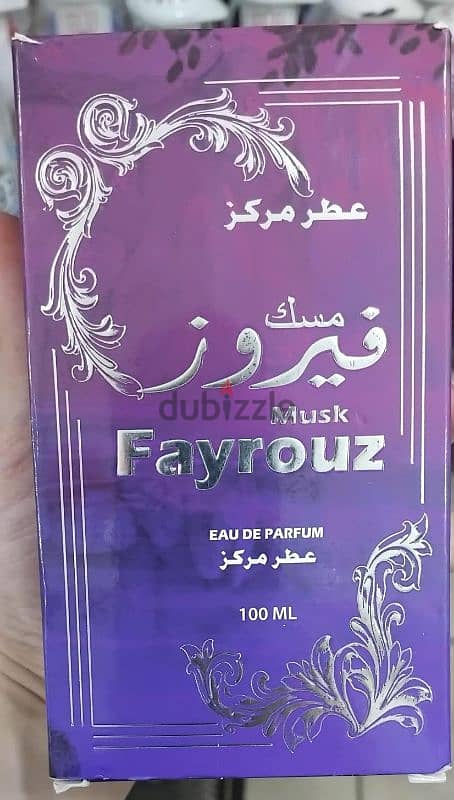 عطر مركز
مسك
فيروز
dubizzle
Musk
Fayrouz
EAU DE PARFUM
عطر مركز
100 ML